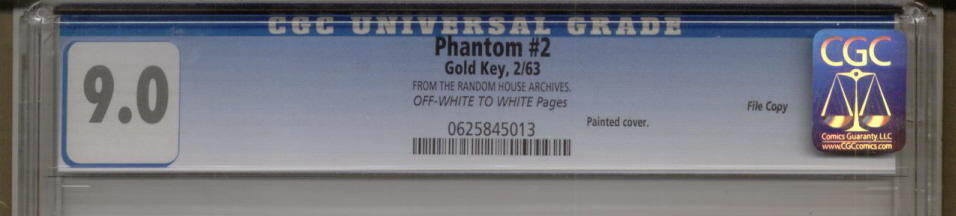 CGC UNIVERSAL GRADE
9.0
Phantom #2
Gold Key, 2/63
FROM THE RANDOM HOUSE ARCHIVES.
OFF-WHITE TO WHITE Pages
File Copy
Painted cover.
0625845013
CGC
Comics Guaranty, LLC
www.CGCcomics.com